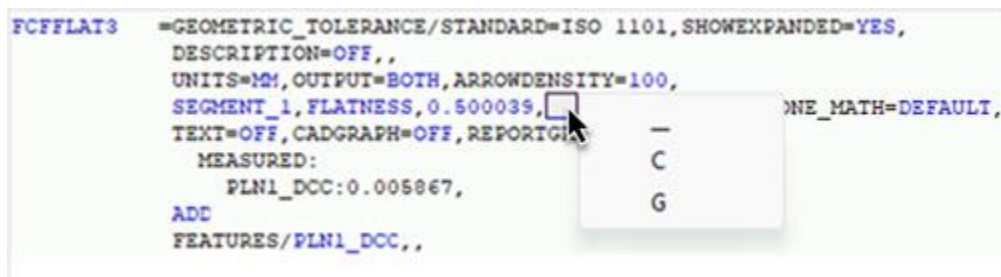 FCFFLAT3 =GEOMETRIC_TOLERANCE/STANDARD=ISO 1101,SHOWEXPANDED=YES,
DESCRIPTION=OFF,,
UNITS=MM,OUTPUT=BOTH,ARROWDENSITY=100,
SEGMENT_1,FLATNESS,0.500039,__ ONE_MATH=DEFAULT,
TEXT=OFF,CADGRAPH=OFF,REPORTG
MEASURED:
PLN1_DCC:0.005867,
ADD
FEATURES/PLN1_DCC,,
—
C
G